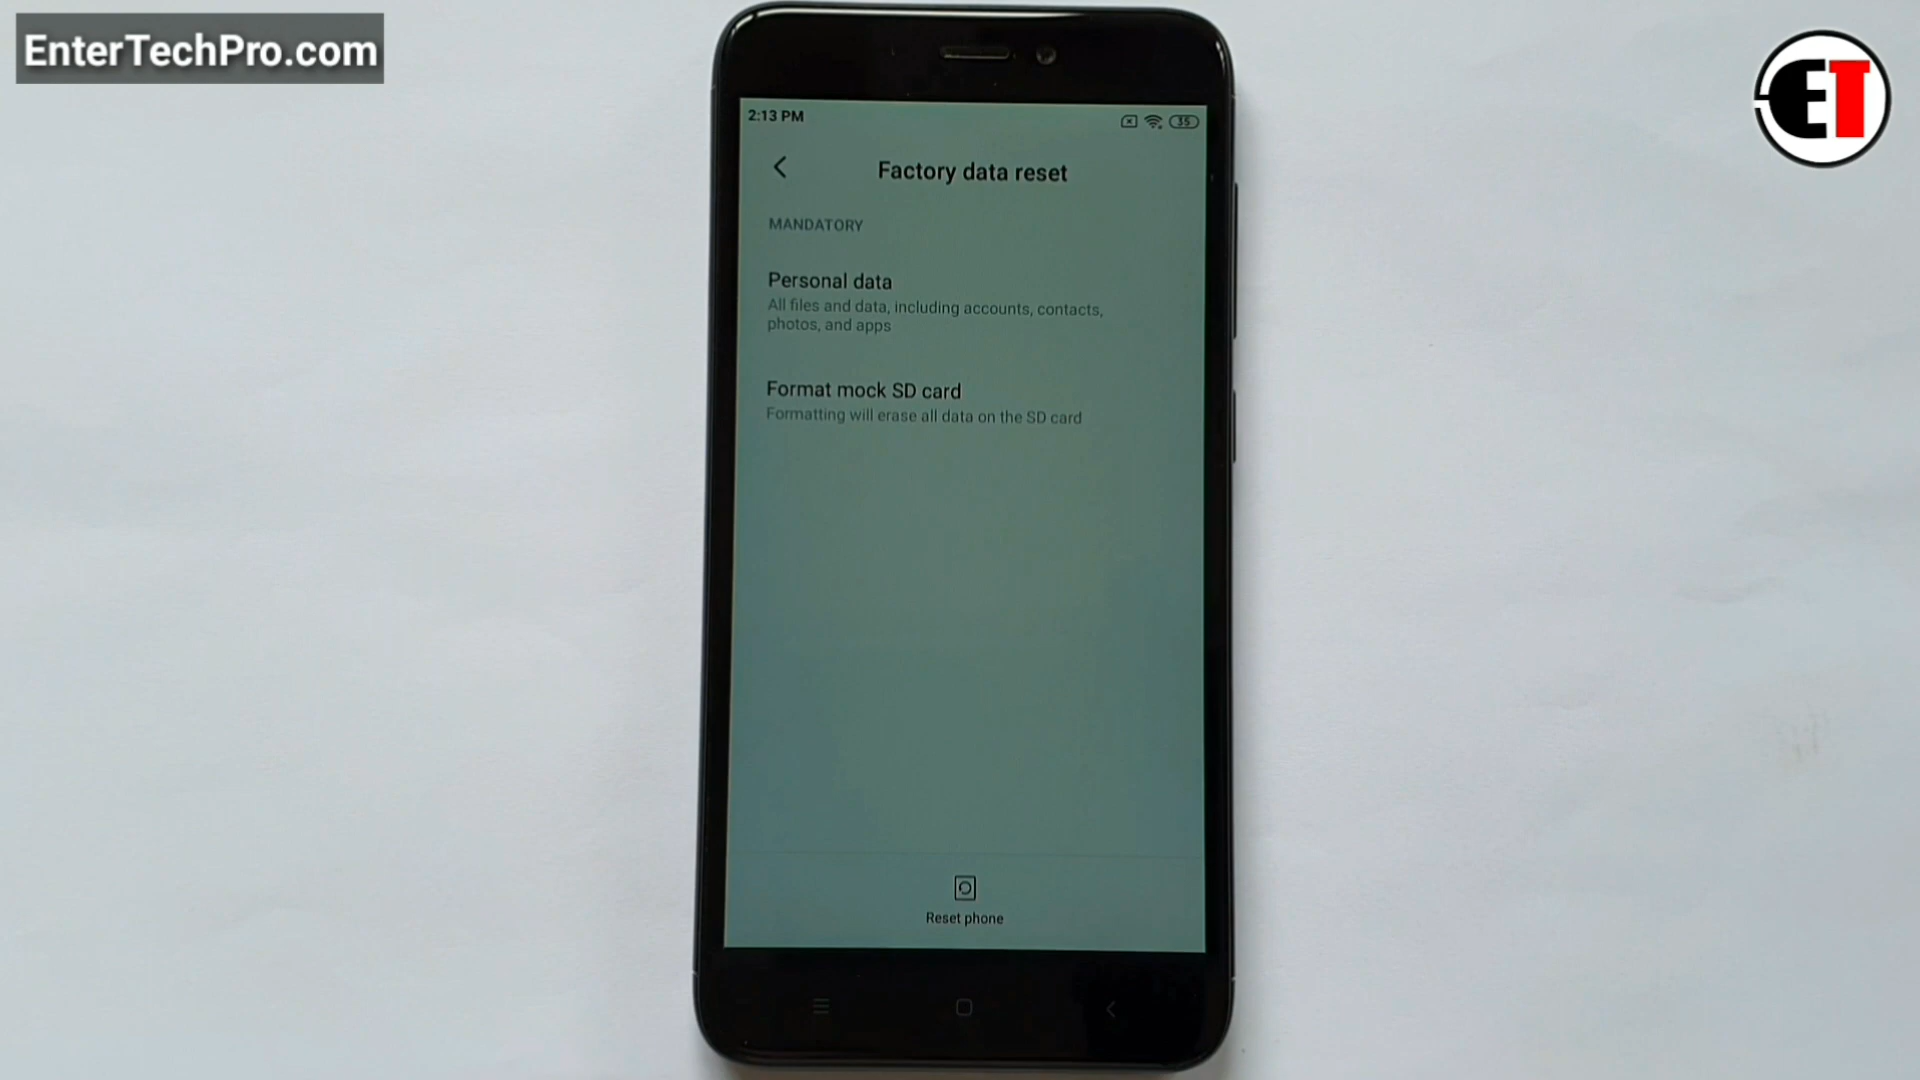 EnterTechPro.com
ET
2:13 PM
35
Factory data reset
MANDATORY
Personal data
All files and data, including accounts, contacts,
photos, and apps
Format mock SD card
Formatting will erase all data on the SD card
Reset phone